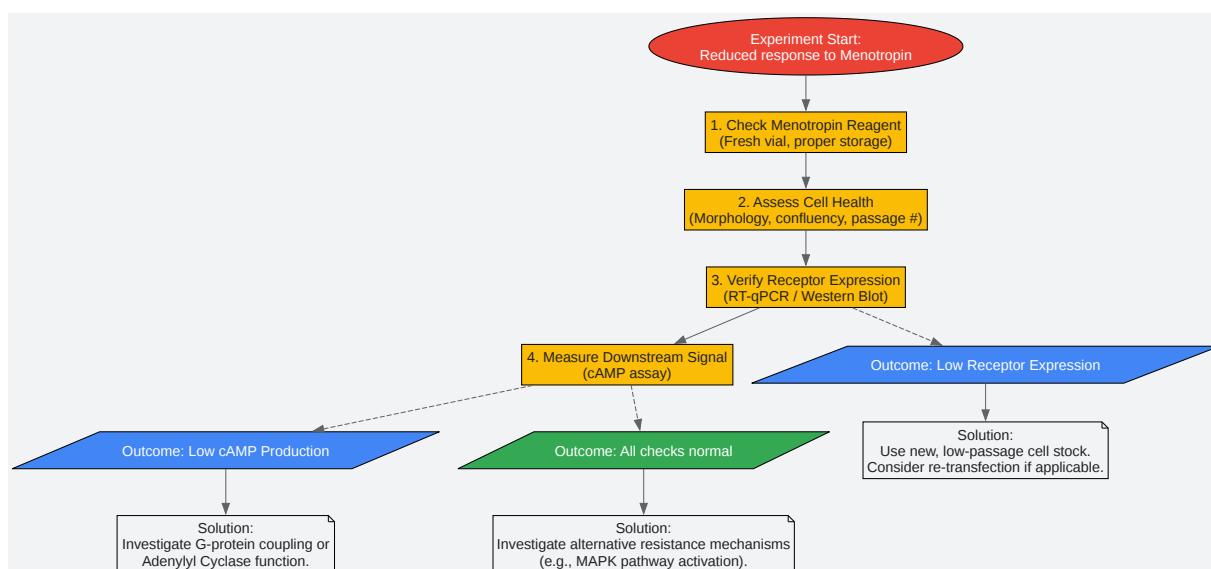 Experiment Start:
Reduced response to Menotropin
1. Check Menotropin Reagent
(Fresh vial, proper storage)
2. Assess Cell Health
(Morphology, confluency, passage #)
3. Verify Receptor Expression
(RT-qPCR / Western Blot)
4. Measure Downstream Signal
(cAMP assay)
Outcome: Low Receptor Expression
Outcome: Low cAMP Production
Outcome: All checks normal
Solution:
Use new, low-passage cell stock.
Consider re-transfection if applicable.
Solution:
Investigate G-protein coupling or
Adenylyl Cyclase function.
Solution:
Investigate alternative resistance mechanisms
(e.g., MAPK pathway activation).